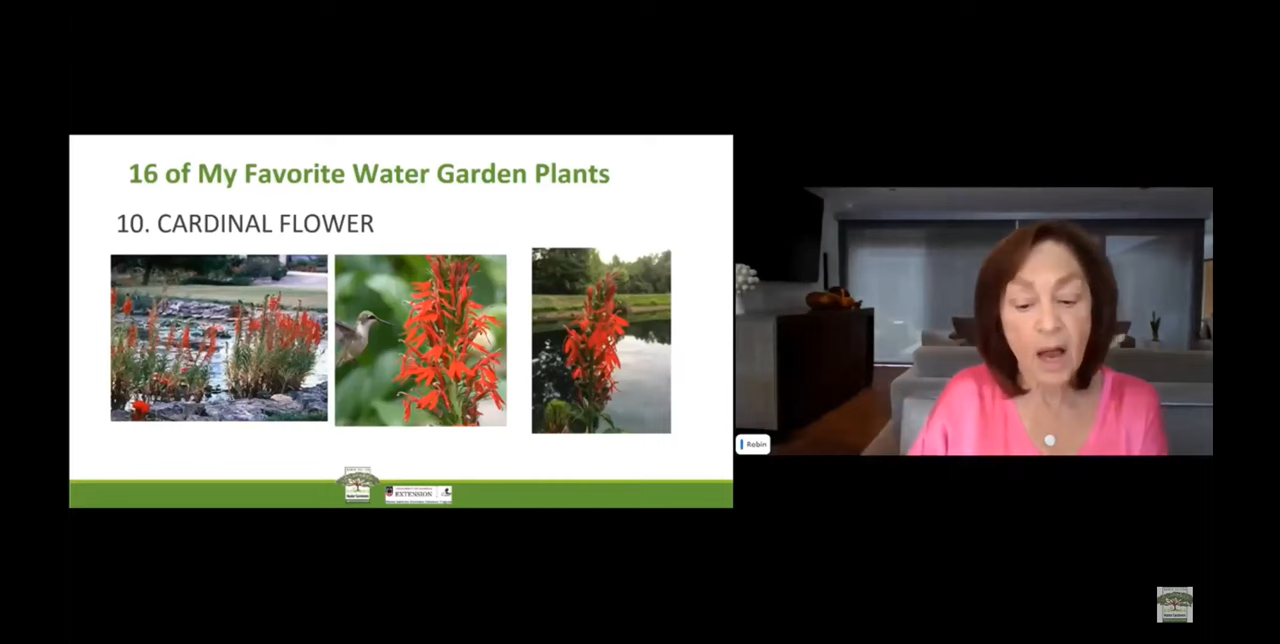 16 of My Favorite Water Garden Plants
10. CARDINAL FLOWER
EXTENSION
Robin